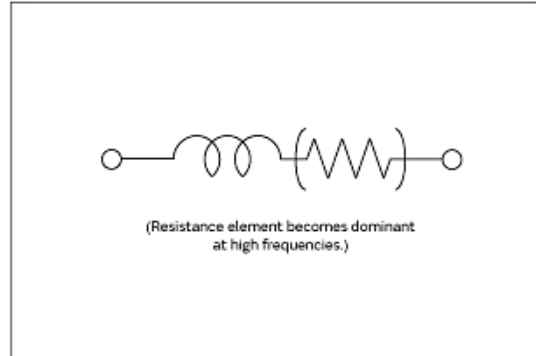 (Resistance element becomes dominant
at high frequencies.)